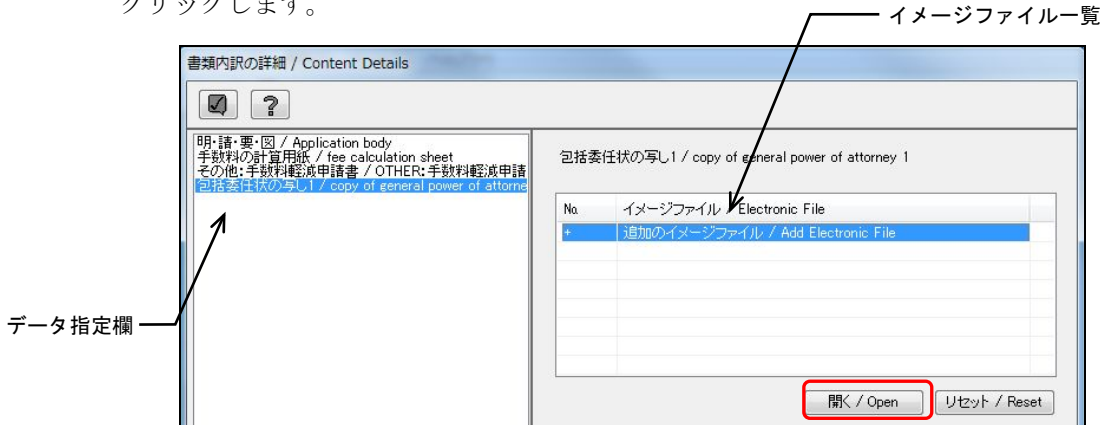 クリックします。
イメージファイル一覧
書類内訳の詳細 / Content Details
明・請・要・図 / Application body
手数料の計算用紙 / fee calculation sheet
その他:手数料軽減申請書 / OTHER:手数料軽減申請
包括委任状の写し1 / copy of general power of attorne
包括委任状の写し1 / copy of general power of attorney 1
No. イメージファイル / Electronic File
+ 追加のイメージファイル / Add Electronic File
データ指定欄
開く / Open リセット / Reset